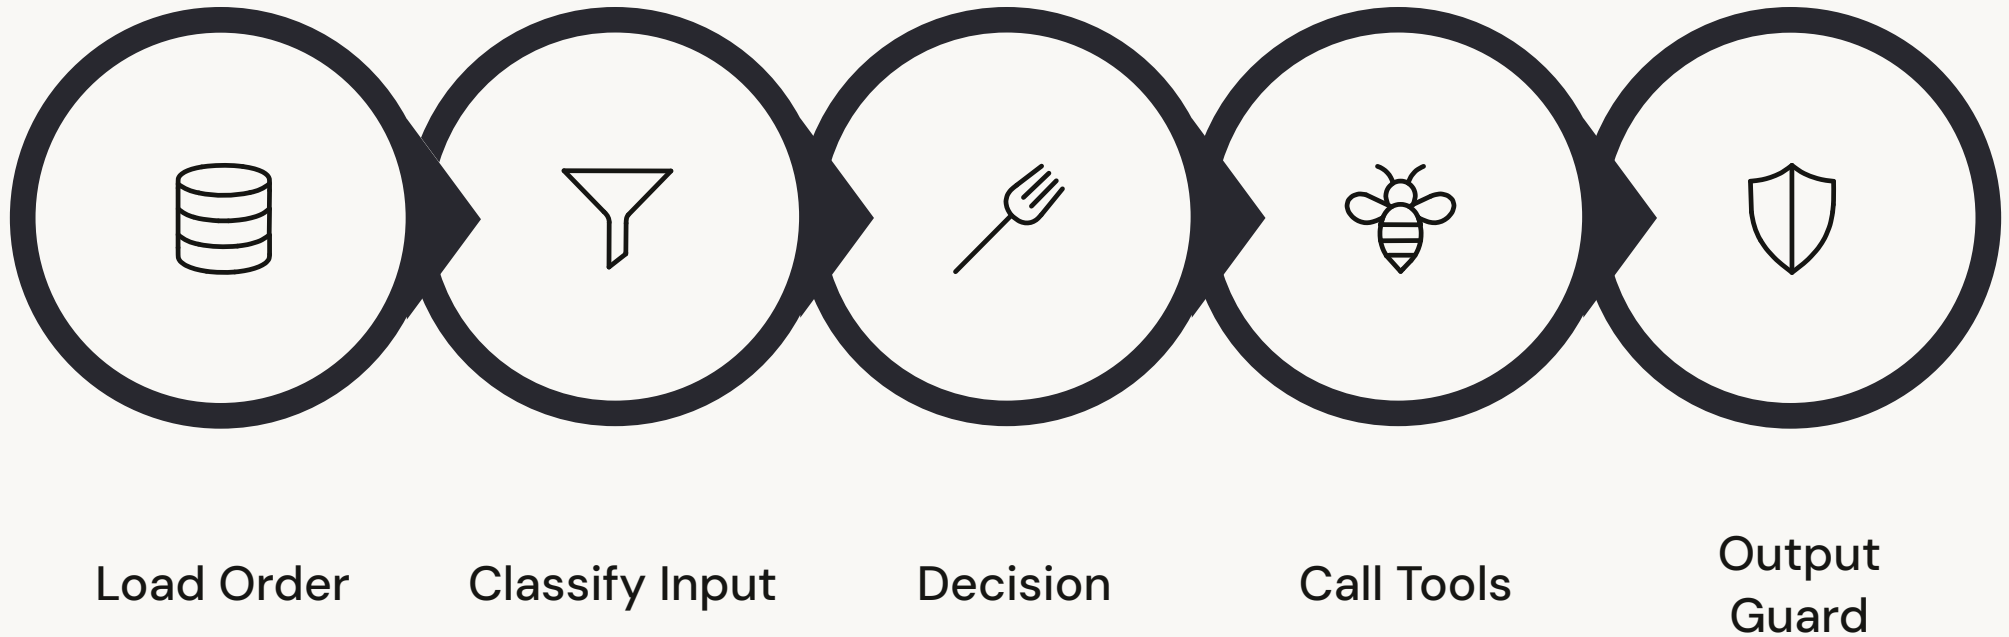 Load Order
Classify Input
Decision
Call Tools
Output
Guard